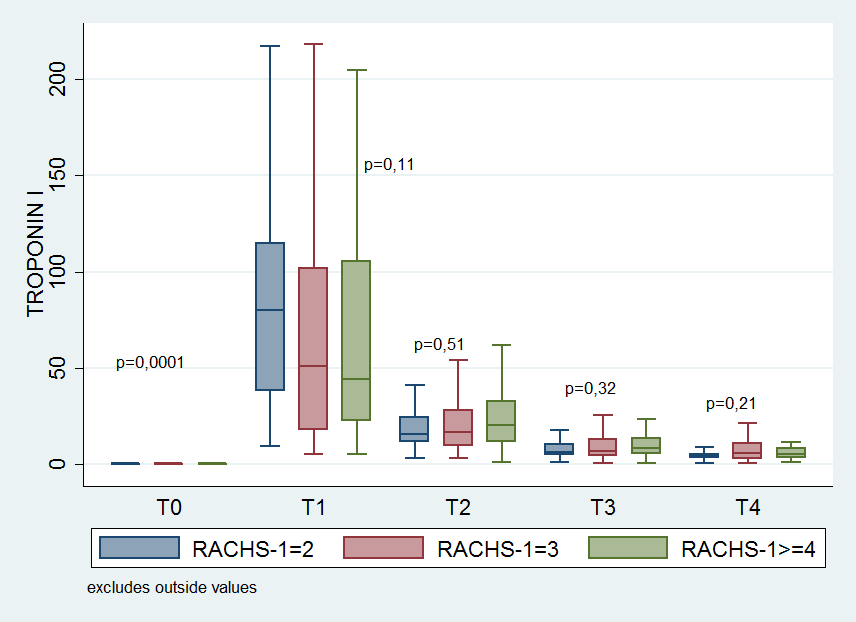 TROPONIN I
200
150
100
50
0
p=0,0001
p=0,11
p=0,51
p=0,32
p=0,21
T0 T1 T2 T3 T4
RACHS-1=2 RACHS-1=3 RACHS-1>=4
excludes outside values